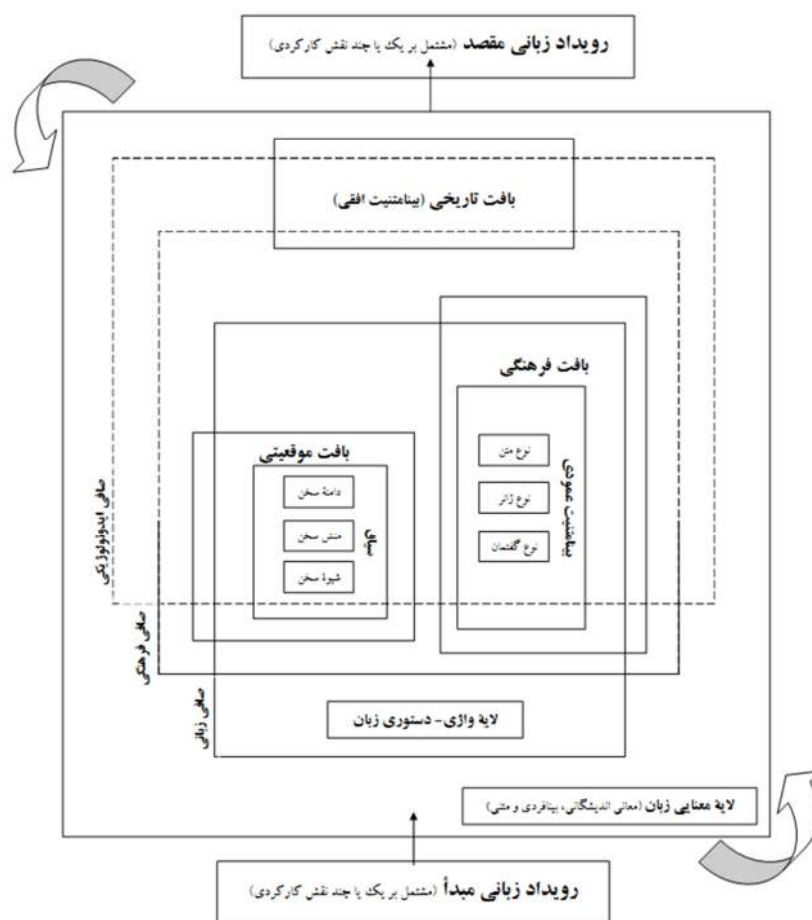 رویداد زبانی مقصد (مشتمل بر یک یا چند نقش کارکردی)
بافت تاریخی (بینامتنیت افقی)
بافت فرهنگی
نوع متن
نوع ژانر
نوع گفتمان
بینامتنیت عمودی
بافت موقعیتی
دامنهٔ سخن
منش سخن
شیوهٔ سخن
سیاق
صافی ایدئولوژیکی
صافی فرهنگی
صافی زبانی
لایهٔ واژی- دستوری زبان
لایهٔ معنایی زبان (معانی اندیشگانی، بینافردی و متنی)
رویداد زبانی مبدأ (مشتمل بر یک یا چند نقش کارکردی)